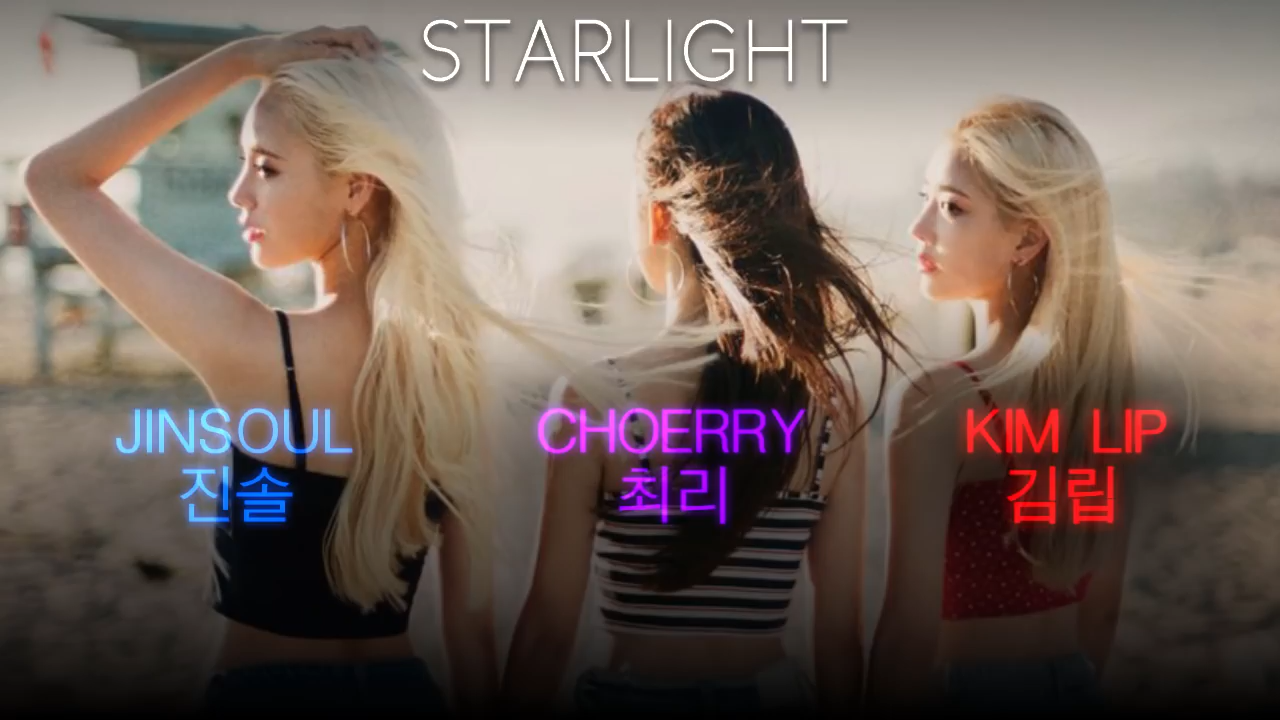 STARLIGHT
JINSOUL
진솔
CHOERRY
최리
KIM LIP
김립